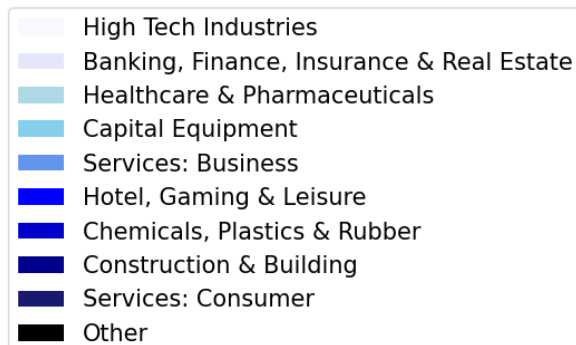 High Tech Industries
Banking, Finance, Insurance & Real Estate
Healthcare & Pharmaceuticals
Capital Equipment
Services: Business
Hotel, Gaming & Leisure
Chemicals, Plastics & Rubber
Construction & Building
Services: Consumer
Other